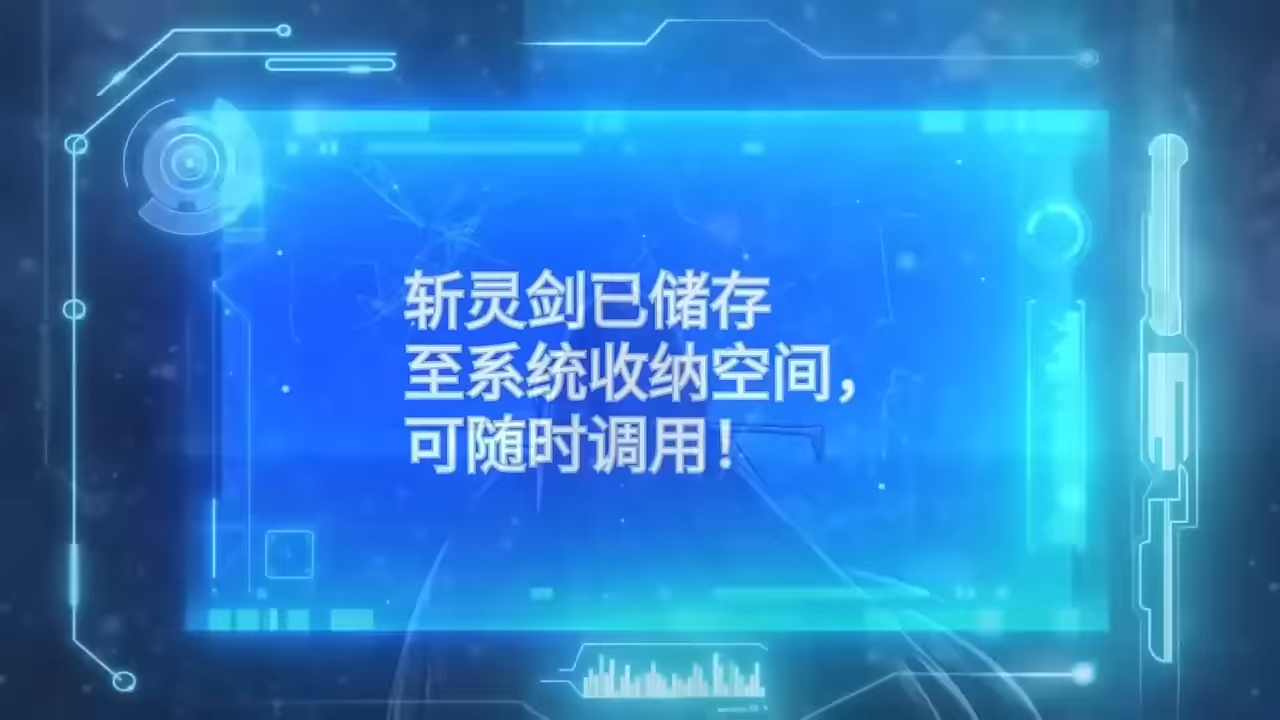 斩灵剑已储存
至系统收纳空间，
可随时调用！